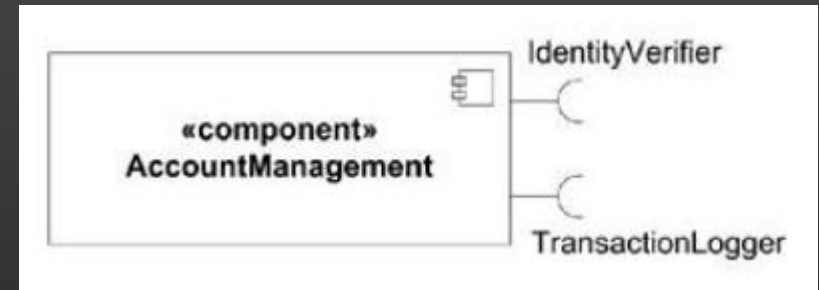 IdentityVerifier
«component»
AccountManagement
TransactionLogger